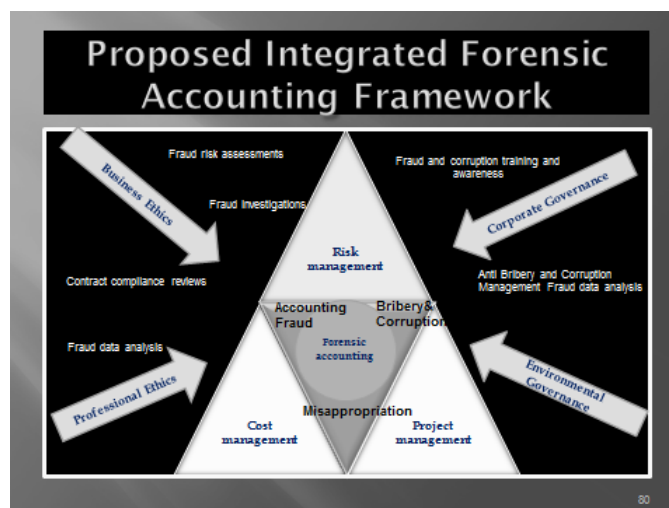 Proposed Integrated Forensic
Accounting Framework
Fraud risk assessments
Fraud and corruption training and
awareness
Business Ethics
Corporate Governance
Fraud Investigations
Risk
management
Contract compliance reviews
Anti Bribery and Corruption
Management Fraud data analysis
Accounting
Fraud
Bribery&
Corruption
Forensic
accounting
Fraud data analysis
Professional Ethics
Environmental
Governance
Misappropriation
Cost
management
Project
management
80